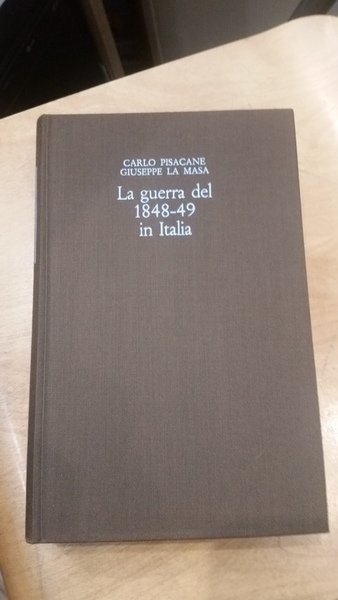 CARLO PISACANE
GIUSEPPE LA MASA
La guerra del
1848-49
in Italia